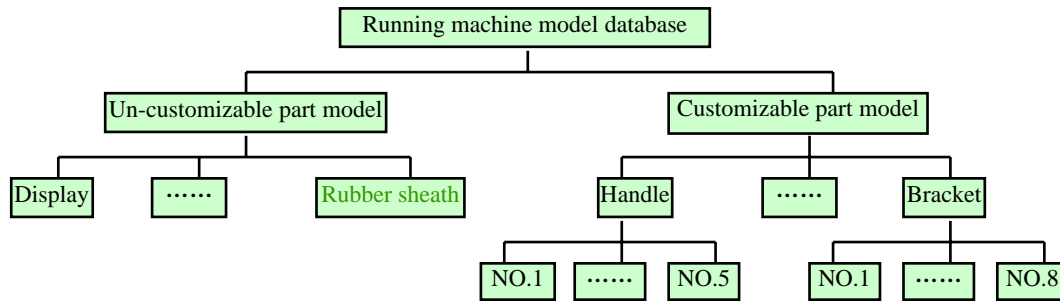 Running machine model database
Un-customizable part model
Customizable part model
Display
……
Rubber sheath
Handle
……
Bracket
NO.1
……
NO.5
NO.1
……
NO.8